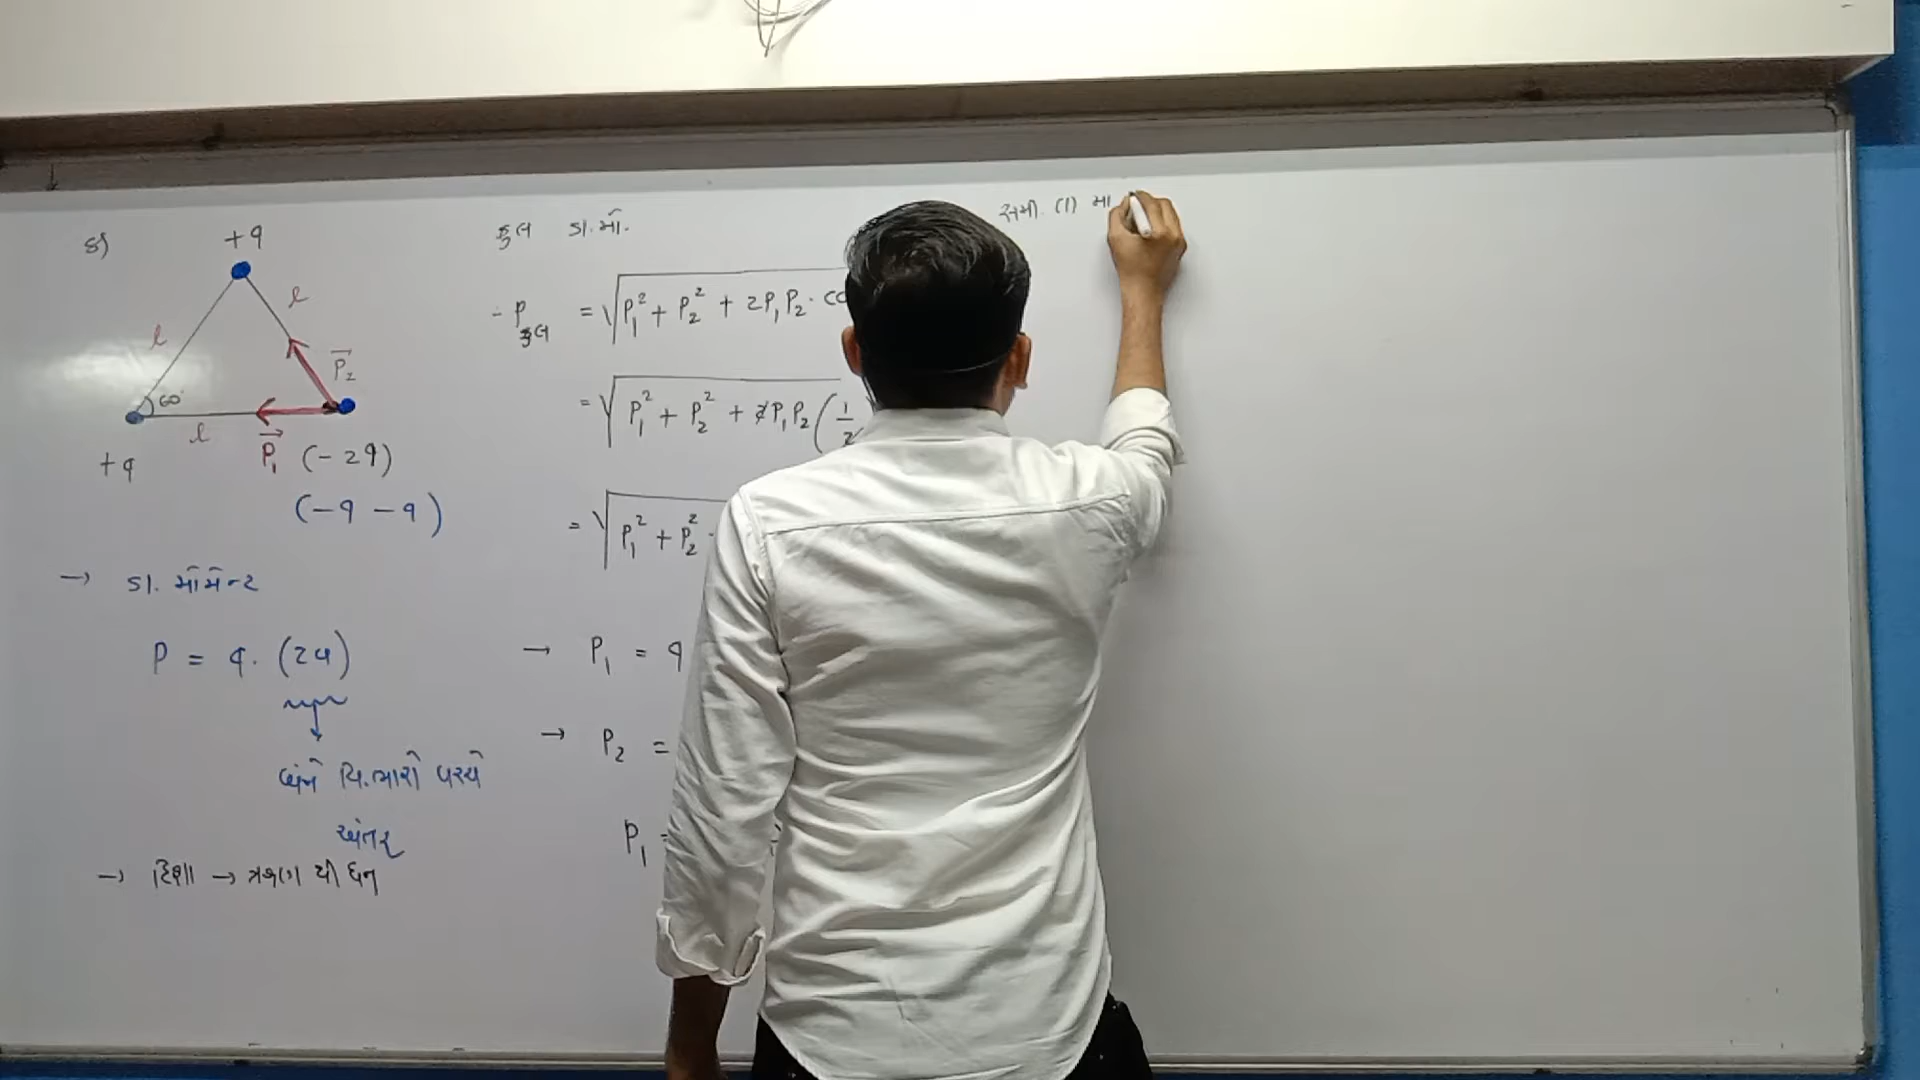 ઠ)
+q
l
l
P₂
60°
l
P₁ (-2q)
+q
(-q -q)
→ ડા. મોમેન્ટ
P = q. (2a)
બંને વિ.ભારો વચ્ચે
અંતર
→ દિશા → ઋણ થી ધન
કુલ ડા.મો.
P કુલ = √P₁² + P₂² + 2P₁P₂. co
= √P₁² + P₂² + 2P₁P₂ (1/2
= √P₁² + P₂²
→ P₁ = q
→ P₂ =
P₁ =
સમી. (1) માં